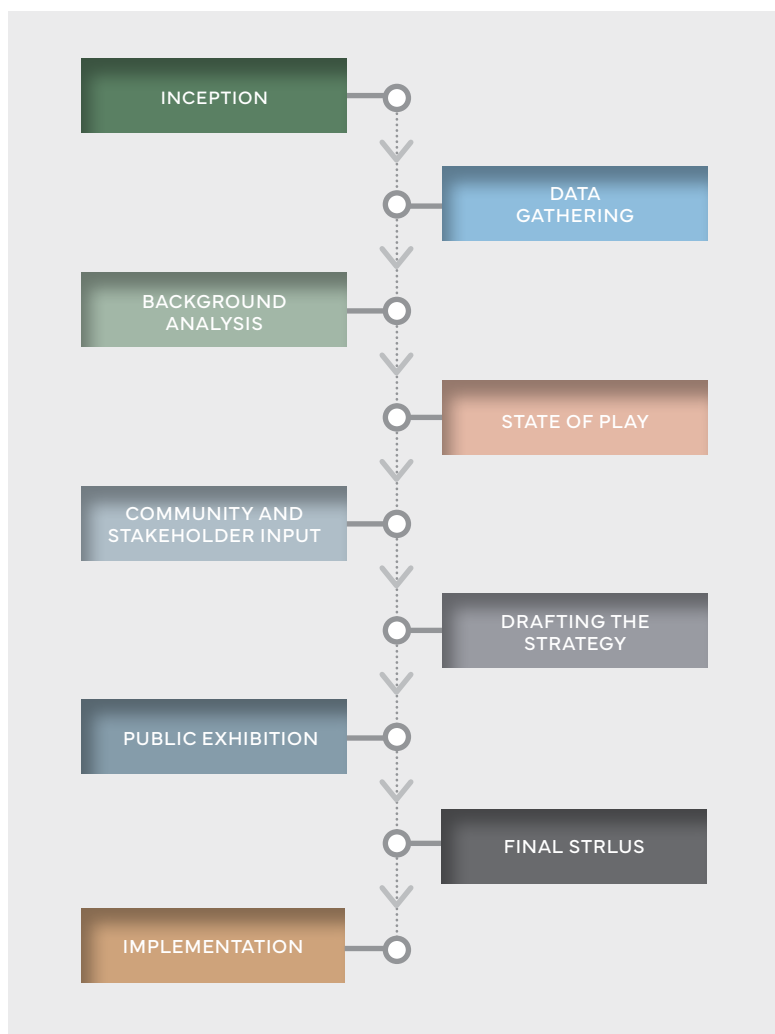 INCEPTION
DATA
GATHERING
BACKGROUND
ANALYSIS
STATE OF PLAY
COMMUNITY AND
STAKEHOLDER INPUT
DRAFTING THE
STRATEGY
PUBLIC EXHIBITION
FINAL STRLUS
IMPLEMENTATION